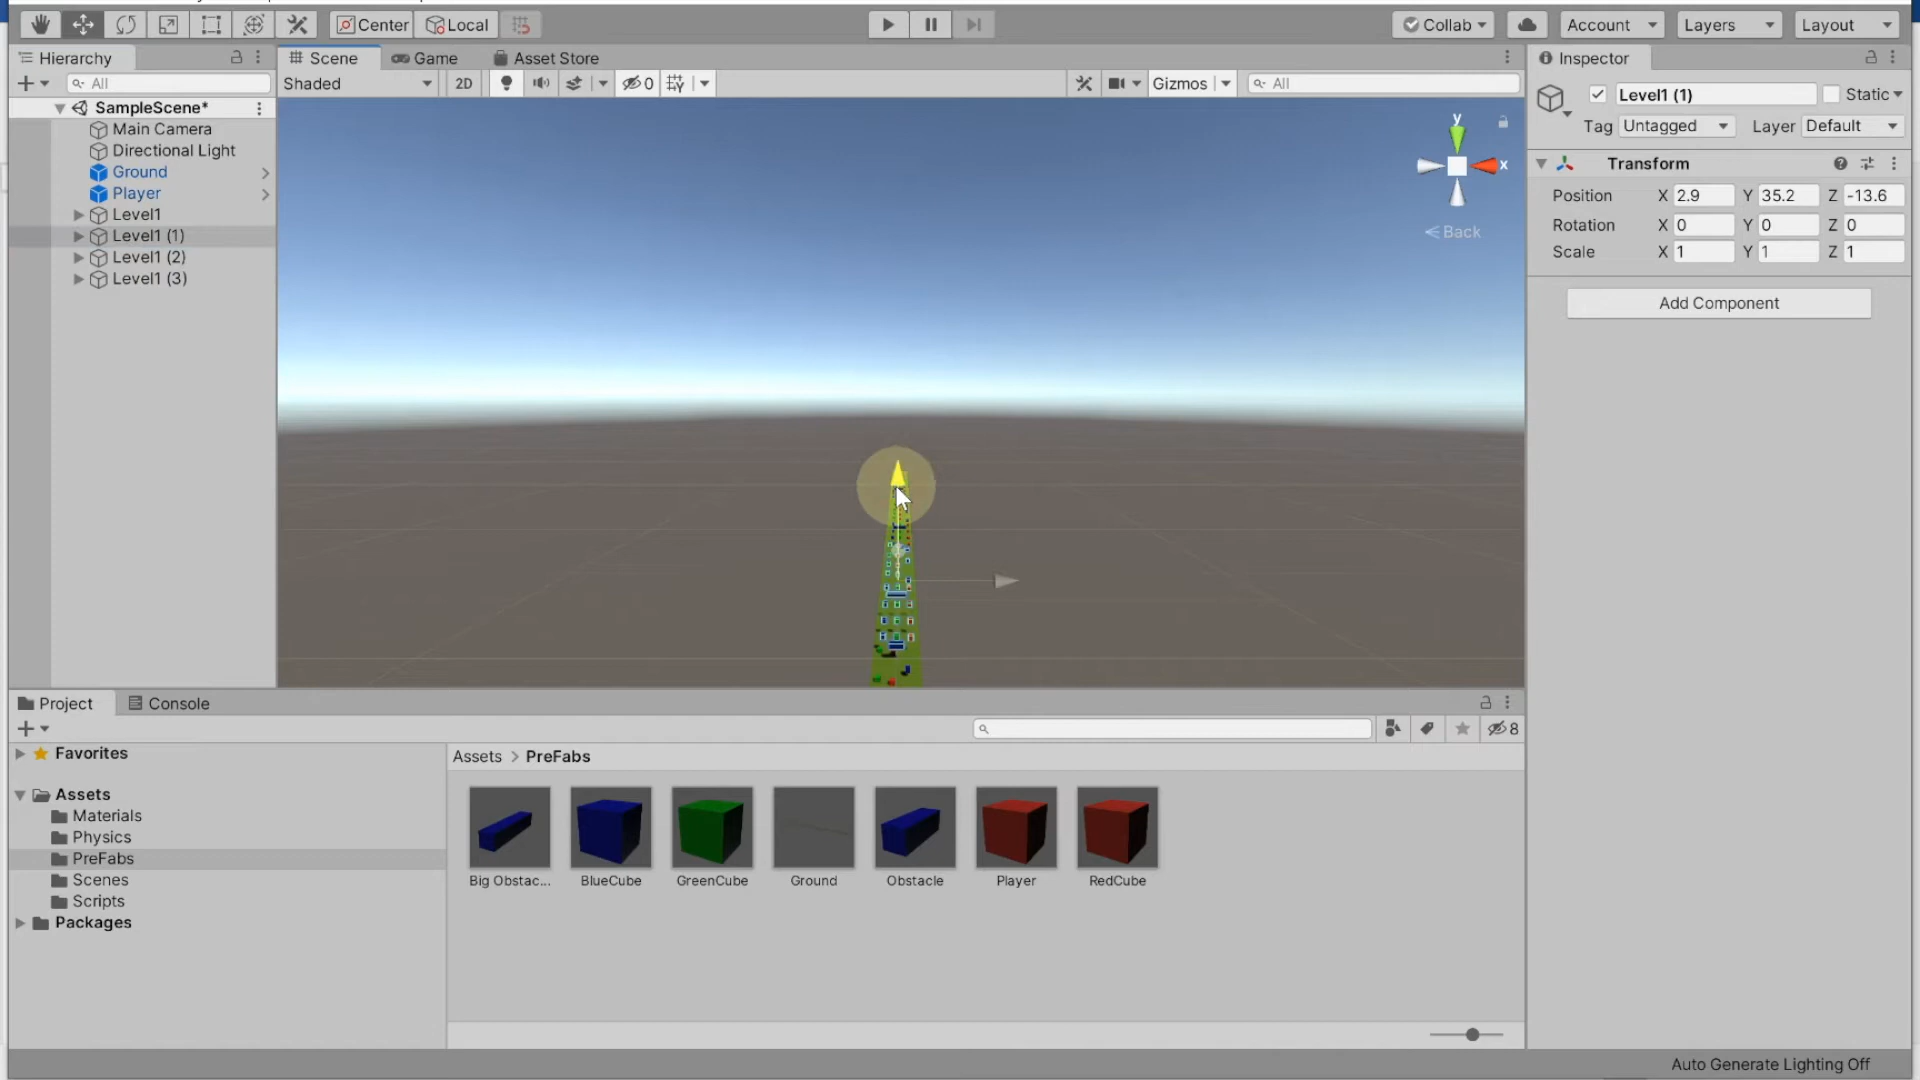 Center Local Collab Account Layers Layout
Hierarchy Scene Game Asset Store Inspector
All Shaded 2D 0 Gizmos All
SampleScene*
Main Camera
Directional Light
Ground
Player
Level1
Level1 (1)
Level1 (2)
Level1 (3)
y
x
Back
Level1 (1) Static
Tag Untagged Layer Default
Transform
Position X 2.9 Y 35.2 Z -13.6
Rotation X 0 Y 0 Z 0
Scale X 1 Y 1 Z 1
Add Component
Project Console
8
Favorites
Assets
Materials
Physics
PreFabs
Scenes
Scripts
Packages
Assets > PreFabs
Big Obstac... BlueCube GreenCube Ground Obstacle Player RedCube
Auto Generate Lighting Off